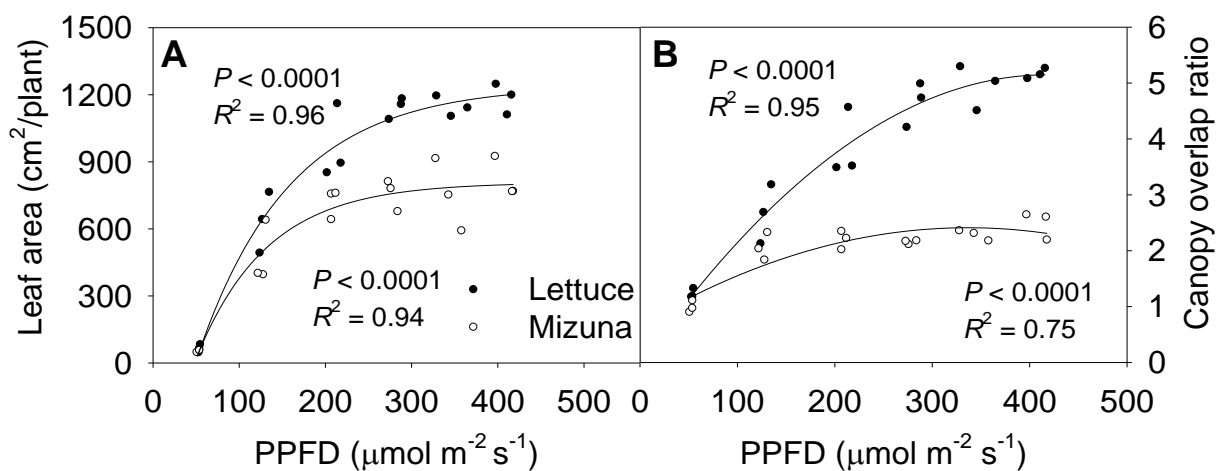 A
B
Leaf area (cm²/plant)
1500
1200
900
600
300
0
P < 0.0001
R² = 0.96
P < 0.0001
R² = 0.94
Lettuce
Mizuna
0 100 200 300 400 500
PPFD (μmol m⁻² s⁻¹)
P < 0.0001
R² = 0.95
P < 0.0001
R² = 0.75
0 100 200 300 400 500
PPFD (μmol m⁻² s⁻¹)
6
5
4
3
2
1
0
Canopy overlap ratio